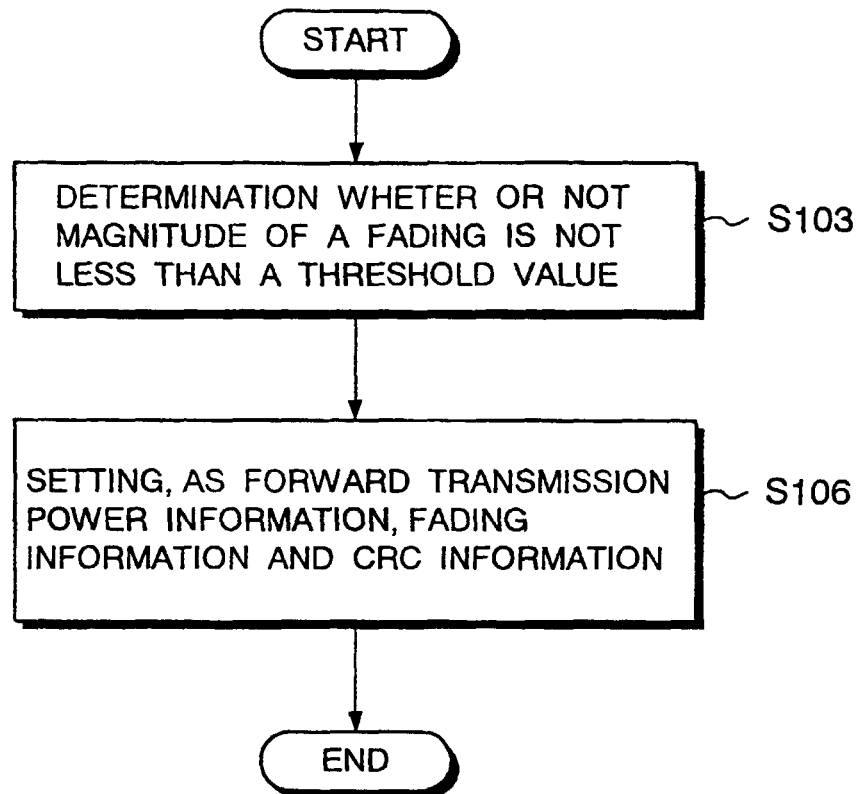 START
DETERMINATION WHETER OR NOT
MAGNITUDE OF A FADING IS NOT
LESS THAN A THRESHOLD VALUE
S103
SETTING, AS FORWARD TRANSMISSION
POWER INFORMATION, FADING
INFORMATION AND CRC INFORMATION
S106
END